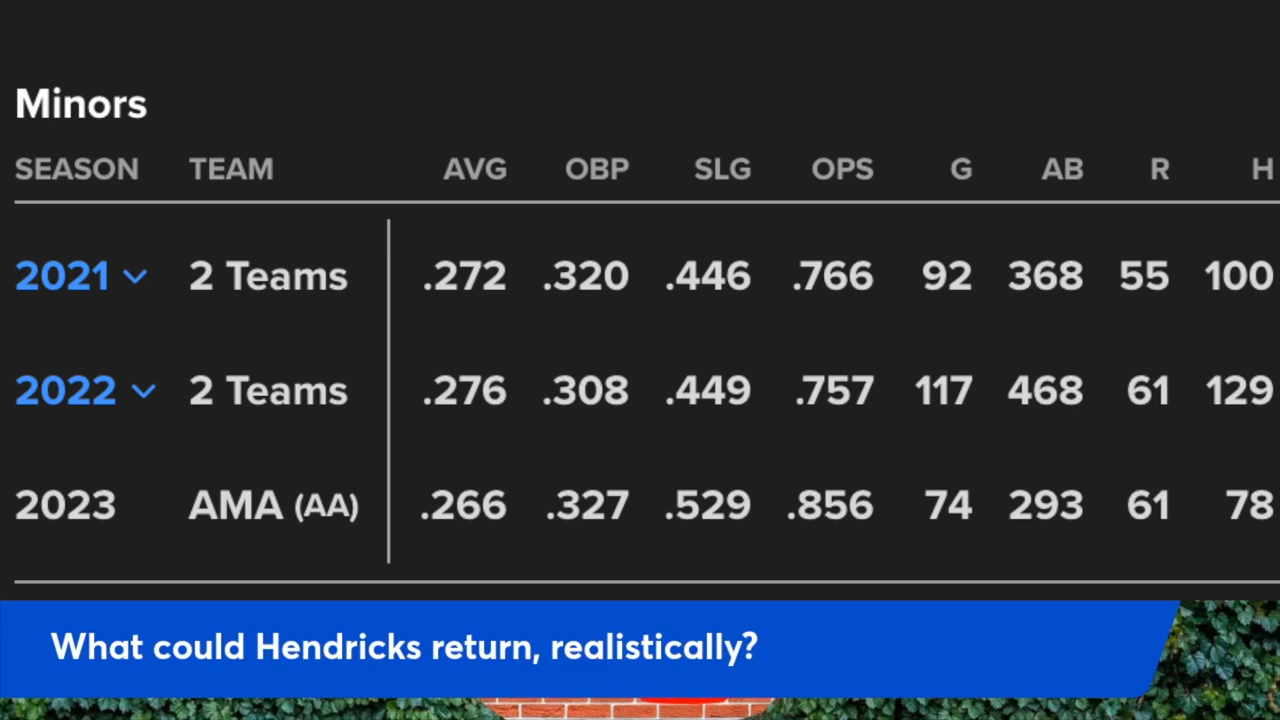 Minors
SEASON TEAM AVG OBP SLG OPS G AB R H
2021 2 Teams .272 .320 .446 .766 92 368 55 100
2022 2 Teams .276 .308 .449 .757 117 468 61 129
2023 AMA (AA) .266 .327 .529 .856 74 293 61 78
What could Hendricks return, realistically?